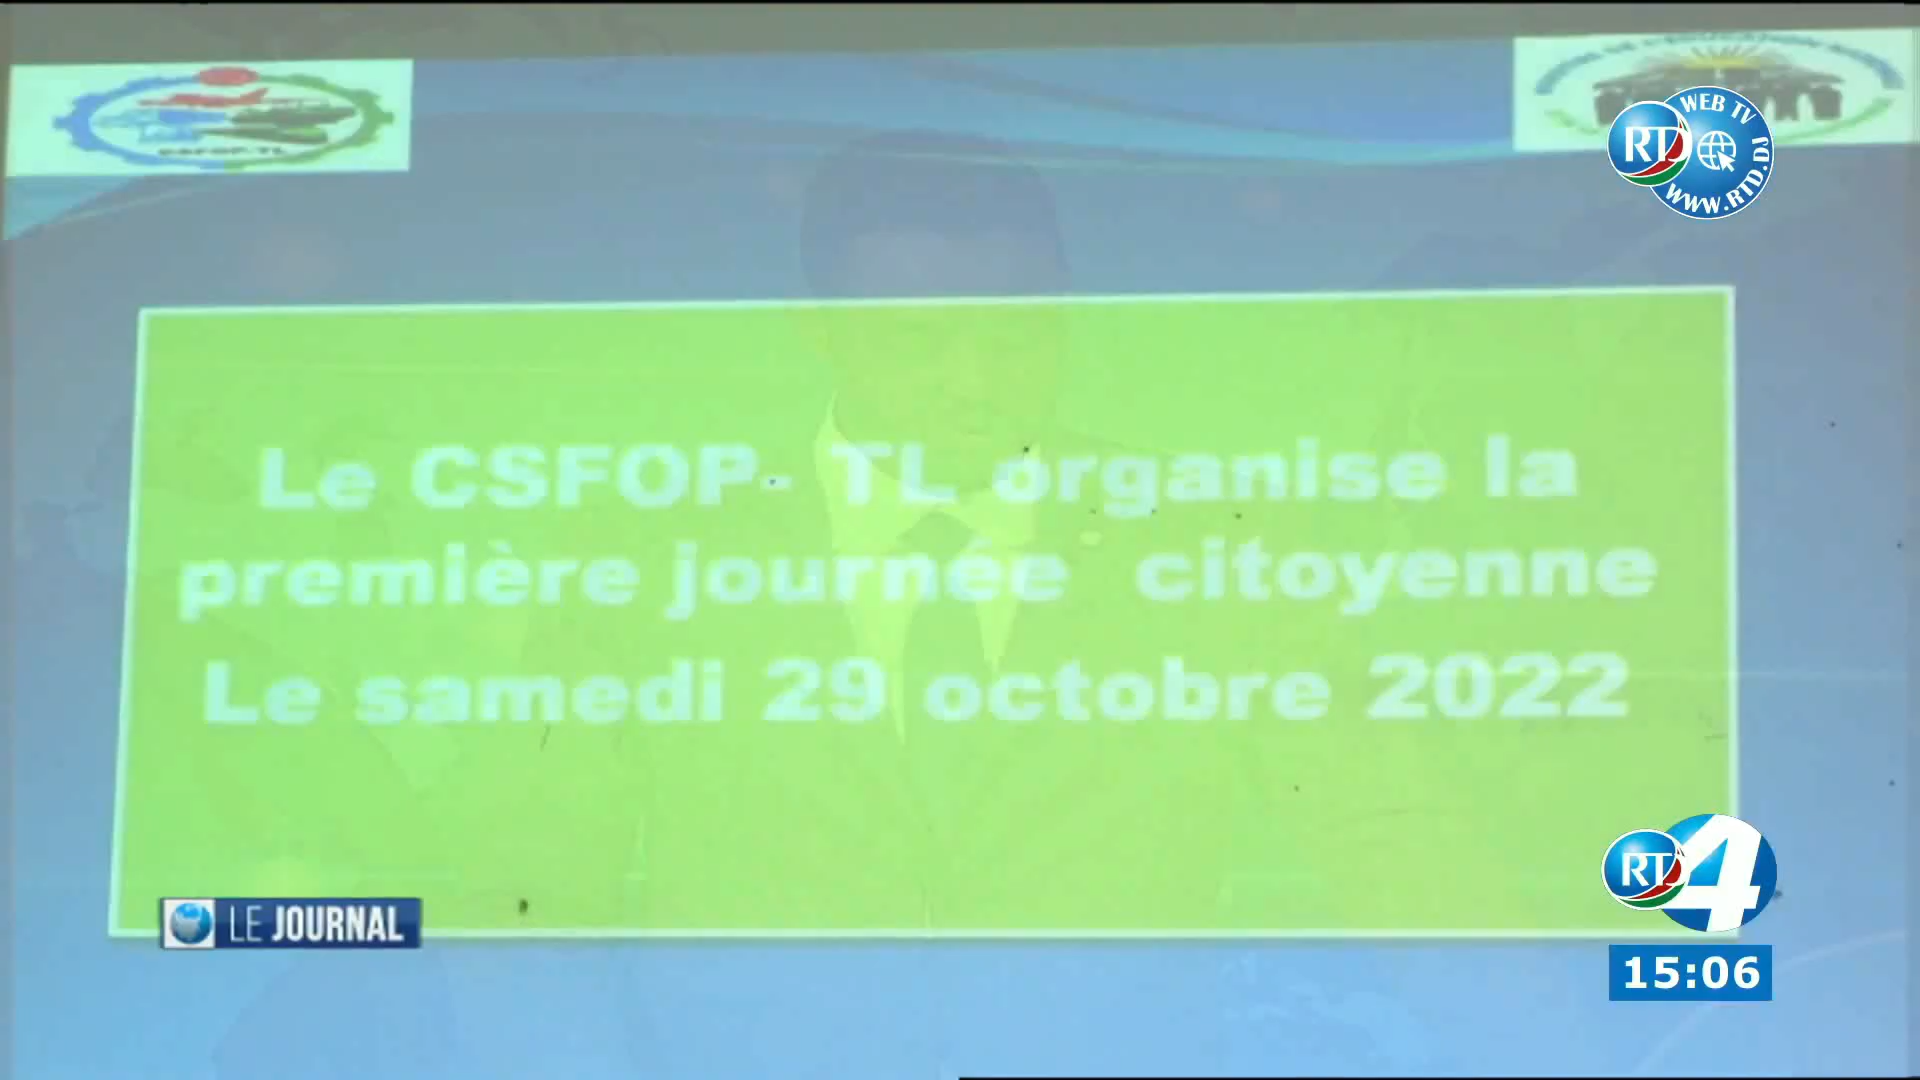 CSFOP-TL
WEB TV
RTD
WWW.RTD.DJ
Le CSFOP- TL organise la
première journée citoyenne
Le samedi 29 octobre 2022
LE JOURNAL
RTD 4
15:06